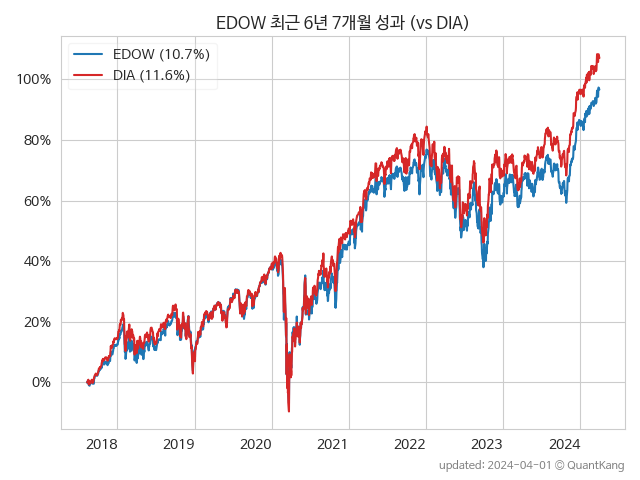 EDOW 최근 6년 7개월 성과 (vs DIA)
EDOW (10.7%)
DIA (11.6%)
100%
80%
60%
40%
20%
0%
2018 2019 2020 2021 2022 2023 2024
updated: 2024-04-01 © QuantKang